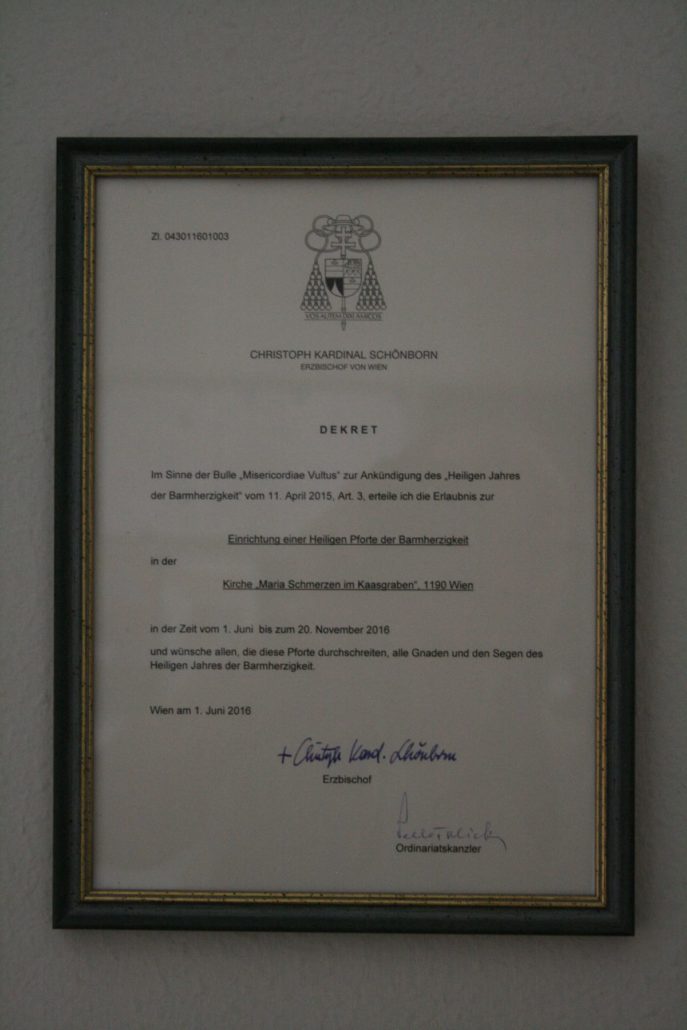 Zl. 043011601003
VOS AUTEM DIXI AMICOS
CHRISTOPH KARDINAL SCHÖNBORN
ERZBISCHOF VON WIEN
DEKRET
Im Sinne der Bulle „Misericordiae Vultus“ zur Ankündigung des „Heiligen Jahres
der Barmherzigkeit“ vom 11. April 2015, Art. 3, erteile ich die Erlaubnis zur
Einrichtung einer Heiligen Pforte der Barmherzigkeit
in der
Kirche „Maria Schmerzen im Kaasgraben“, 1190 Wien
in der Zeit vom 1. Juni bis zum 20. November 2016
und wünsche allen, die diese Pforte durchschreiten, alle Gnaden und den Segen des
Heiligen Jahres der Barmherzigkeit.
Wien am 1. Juni 2016
+ Christoph Kard. Schönborn
Erzbischof
Ordinariatskanzler